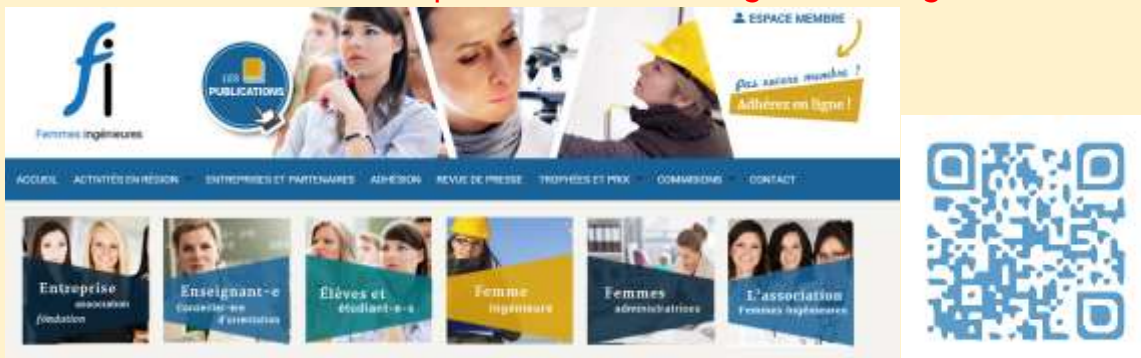 ESPACE MEMBRE
LES
PUBLICATIONS
Pas encore membre ?
Adhérez en ligne !
Femmes ingénieures
ACCUEIL ACTIVITÉS EN RÉGION ENTREPRISES ET PARTENAIRES ADHÉSION REVUE DE PRESSE TROPHÉES ET PRIX COMMISIONS CONTACT
Entreprise
association
fondation
Enseignant-e
Conseiller-ère
d'orientation
Élèves et
étudiant-e-s
Femme
ingénieure
Femmes
administratrices
L'association
Femmes Ingénieures